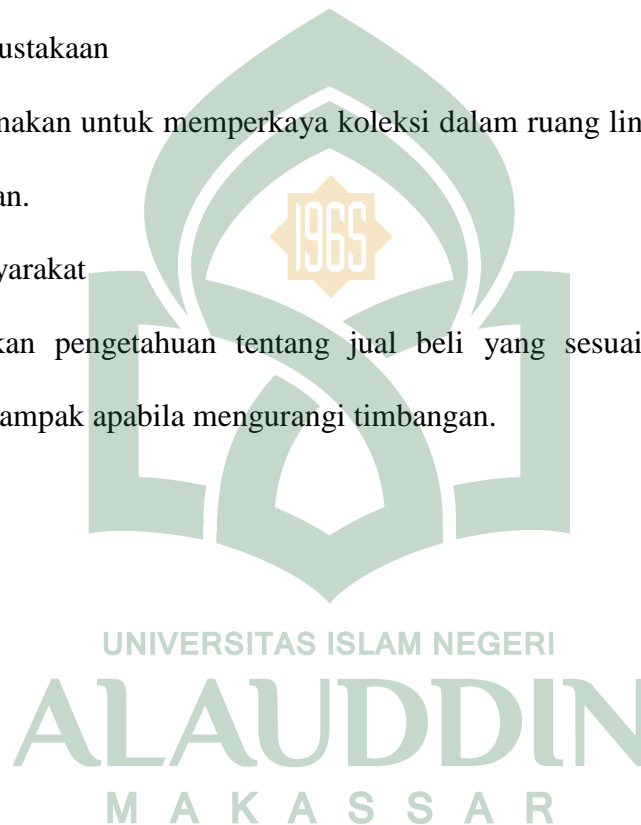 ustakaan
nakan untuk memperkaya koleksi dalam ruang lin
an.
yarakat
kan pengetahuan tentang jual beli yang sesuai
ampak apabila mengurangi timbangan.
1965
UNIVERSITAS ISLAM NEGERI
ALAUDDIN
MAKASSAR